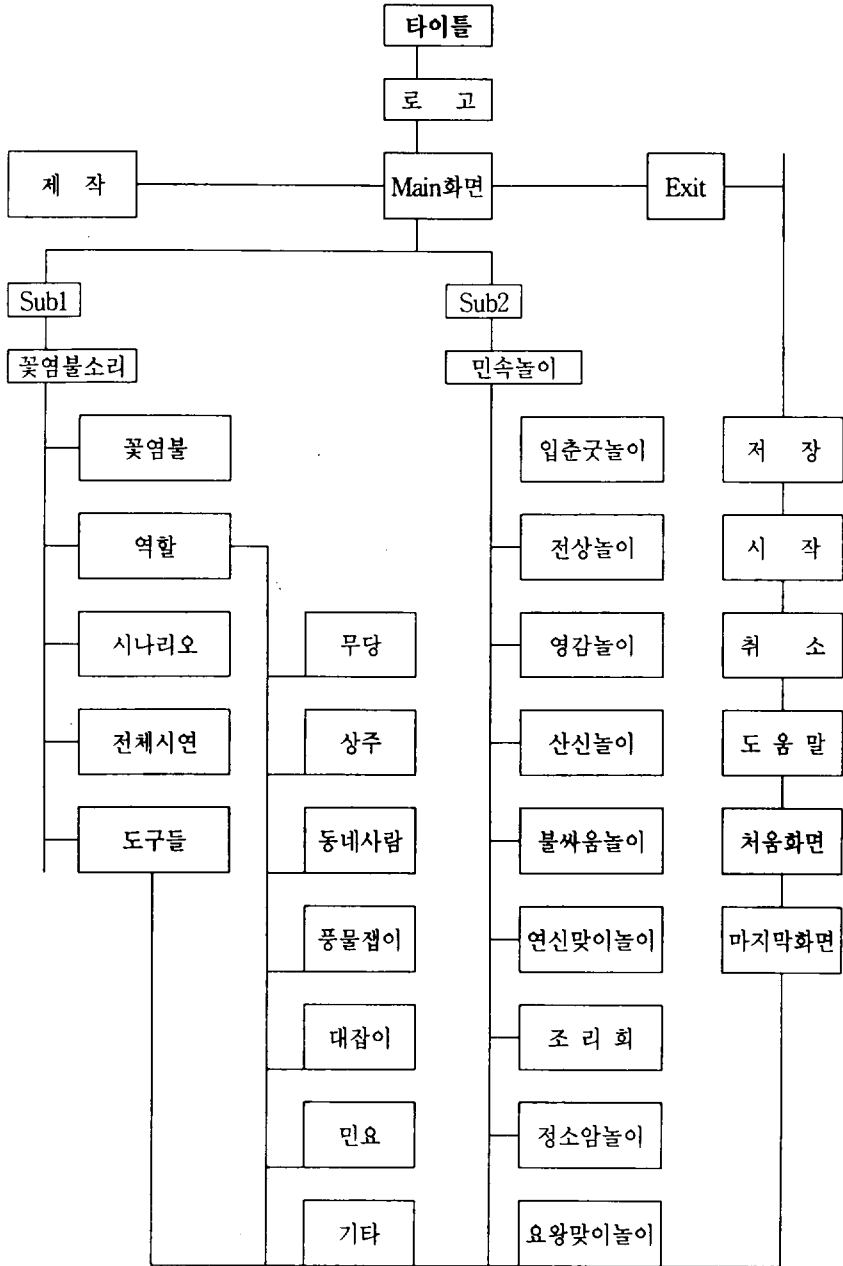 타이틀
로 고
제 작
Main화면
Exit
Sub1
Sub2
꽃염불소리
민속놀이
꽃염불
역할
시나리오
전체시연
도구들
무당
상주
동네사람
풍물잽이
대잡이
민요
기타
입춘굿놀이
전상놀이
영감놀이
산신놀이
불싸움놀이
연신맞이놀이
조 리 회
정소암놀이
요왕맞이놀이
저 장
시 작
취 소
도 움 말
처움화면
마지막화면